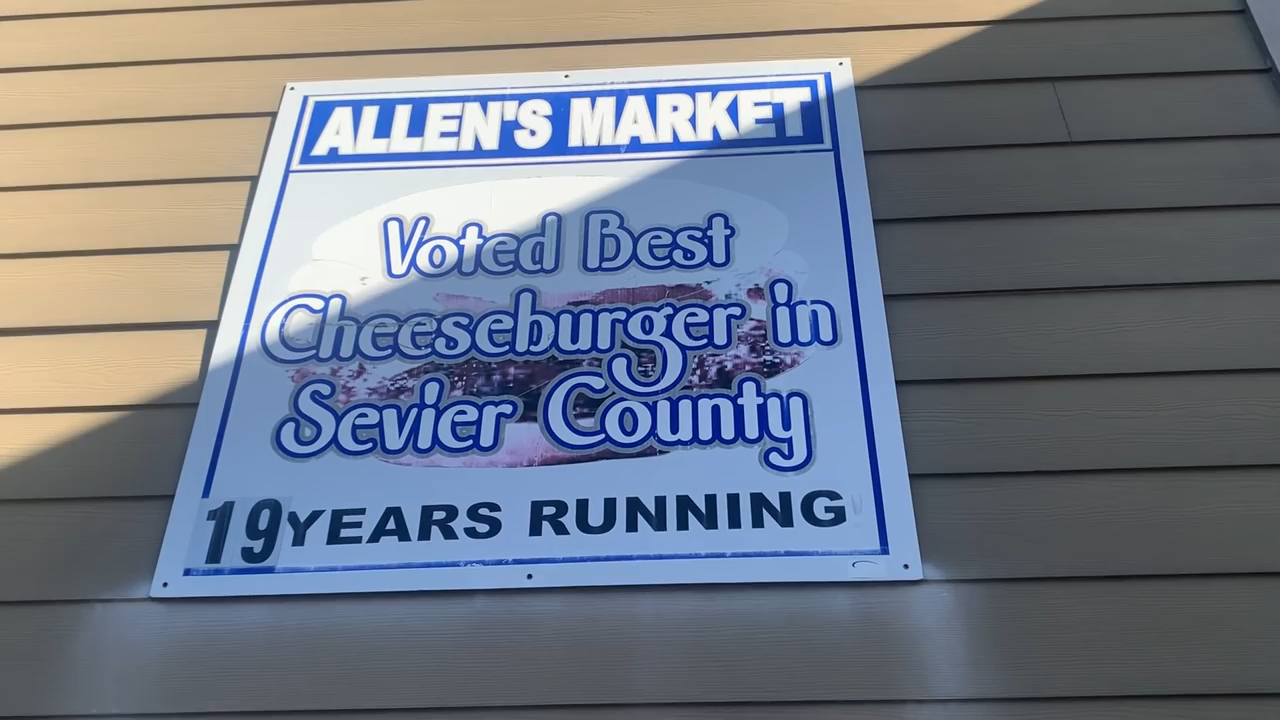 ALLEN'S MARKET
Voted Best
Cheeseburger in
Sevier County
19 YEARS RUNNING